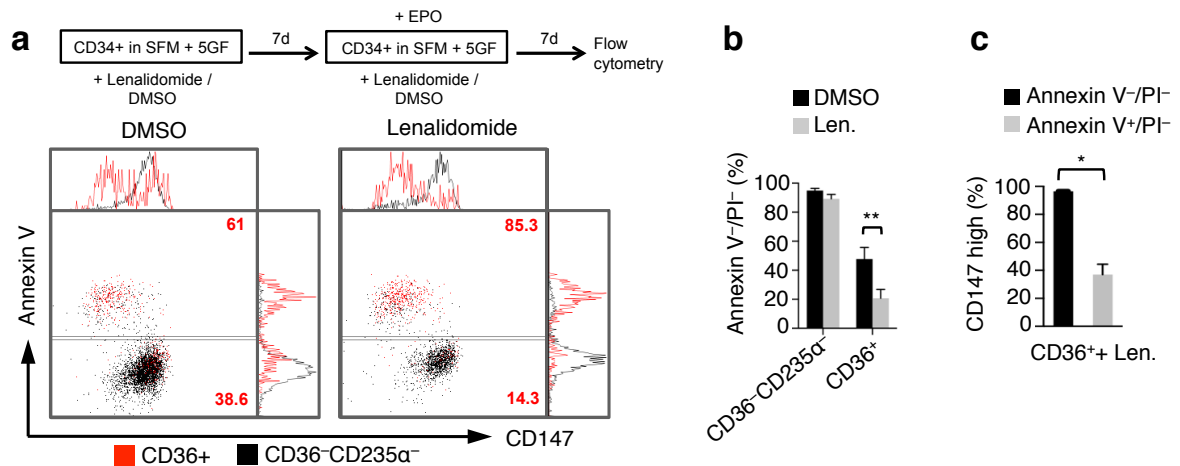 a
+ EPO
CD34+ in SFM + 5GF
7d
CD34+ in SFM + 5GF
7d
Flow
cytometry
+ Lenalidomide /
DMSO
+ Lenalidomide /
DMSO
DMSO
Lenalidomide
61
85.3
38.6
14.3
Annexin V
CD147
CD36+
CD36⁻CD235α⁻
b
DMSO
Len.
Annexin V⁻/PI⁻ (%)
100
80
60
40
20
0
**
CD36⁻CD235α⁻
CD36⁺
c
Annexin V⁻/PI⁻
Annexin V⁺/PI⁻
CD147 high (%)
100
80
60
40
20
0
*
CD36⁺+ Len.